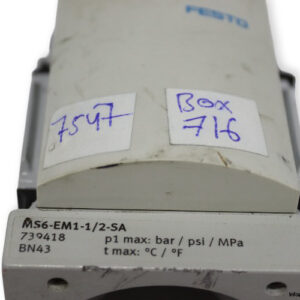 FESTO
7547
Box
716
MS6-EM1-1/2-SA
739418
p1 max: bar / psi / MPa
BN43
t max: °C / °F